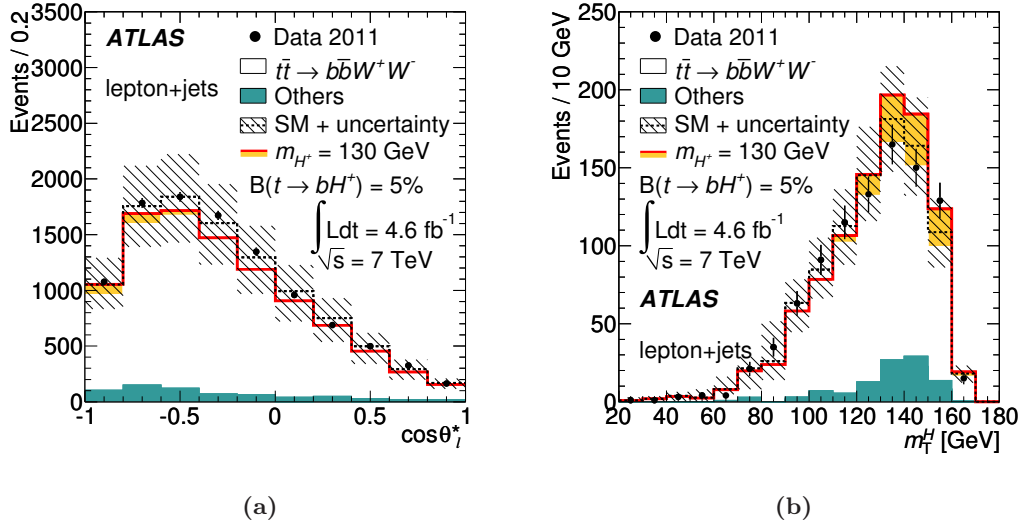 Events / 0.2
3500
3000
2500
2000
1500
1000
500
0
ATLAS
lepton+jets
Data 2011
tt̄ → bb̄W⁺W⁻
Others
SM + uncertainty
m_H⁺ = 130 GeV
B(t → bH⁺) = 5%
∫ Ldt = 4.6 fb⁻¹
√s = 7 TeV
-1 -0.5 0 0.5 1
cosθ*_l
(a)
Events / 10 GeV
250
200
150
100
50
0
Data 2011
tt̄ → bb̄W⁺W⁻
Others
SM + uncertainty
m_H⁺ = 130 GeV
B(t → bH⁺) = 5%
∫ Ldt = 4.6 fb⁻¹
√s = 7 TeV
ATLAS
lepton+jets
20 40 60 80 100 120 140 160 180
m_T^H [GeV]
(b)